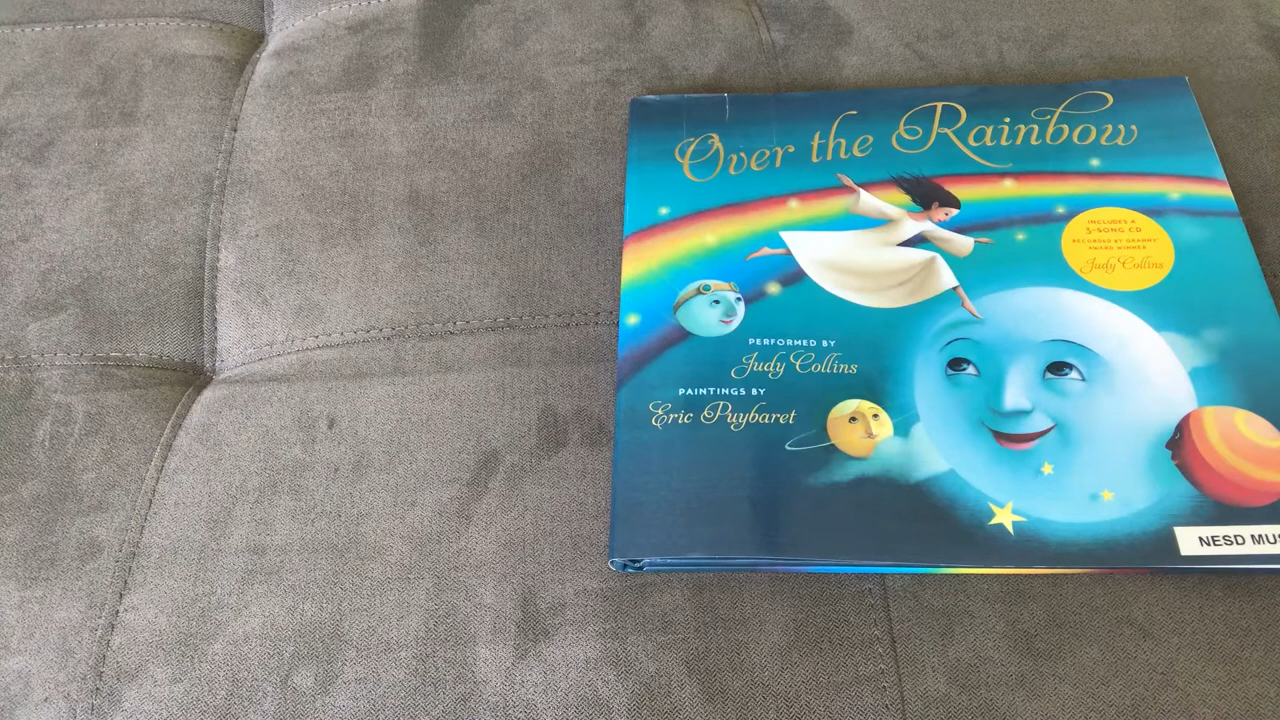 Over the Rainbow
INCLUDES A
3-SONG CD
RECORDED BY GRAMMY
AWARD WINNER
Judy Collins
PERFORMED BY
Judy Collins
PAINTINGS BY
Eric Puybaret
NESD MUS